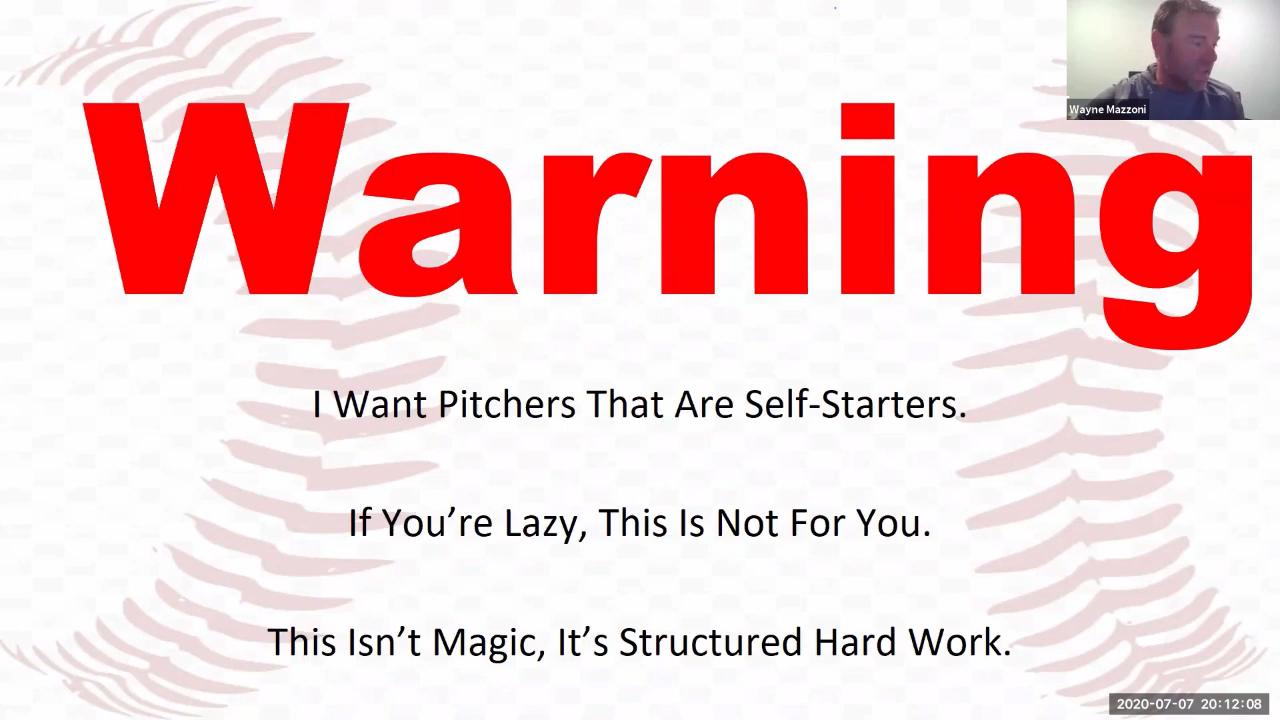 Wayne Mazzoni
Warning
I Want Pitchers That Are Self-Starters.
If You’re Lazy, This Is Not For You.
This Isn’t Magic, It’s Structured Hard Work.
2020-07-07 20:12:08